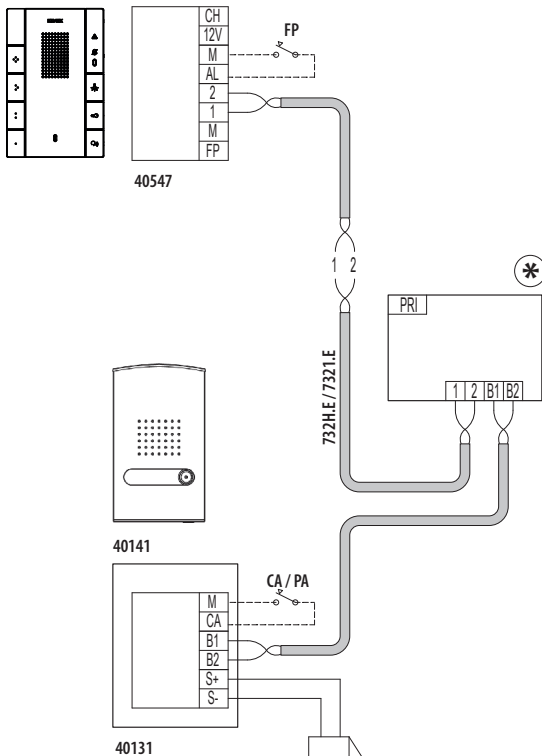 CH
12V
M
AL
2
1
M
FP
FP
40547
1 2
*
PRI
1 2 B1 B2
732H.E / 732I.E
40141
CA / PA
M
CA
B1
B2
S+
S-
40131